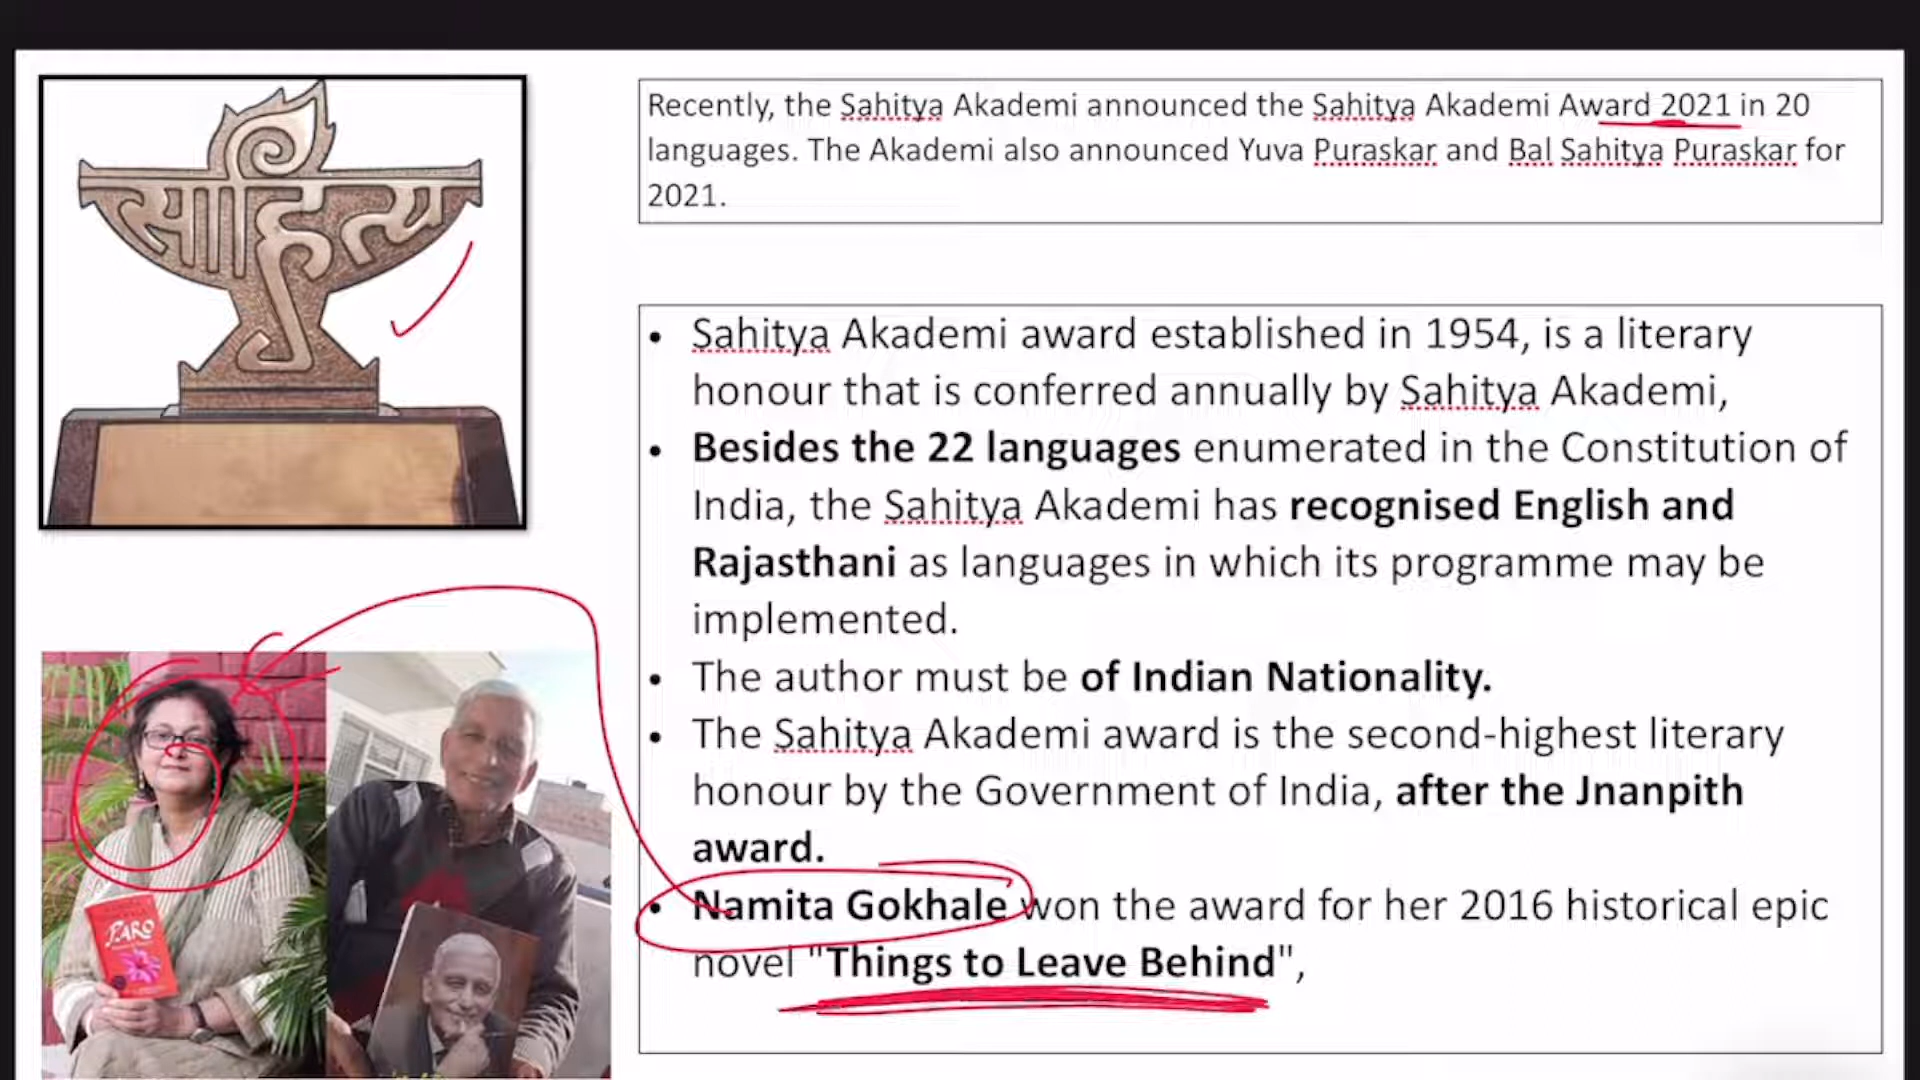 साहित्य
Recently, the Sahitya Akademi announced the Sahitya Akademi Award 2021 in 20
languages. The Akademi also announced Yuva Puraskar and Bal Sahitya Puraskar for
2021.
• Sahitya Akademi award established in 1954, is a literary
honour that is conferred annually by Sahitya Akademi,
• Besides the 22 languages enumerated in the Constitution of
India, the Sahitya Akademi has recognised English and
Rajasthani as languages in which its programme may be
implemented.
• The author must be of Indian Nationality.
• The Sahitya Akademi award is the second-highest literary
honour by the Government of India, after the Jnanpith
award.
• Namita Gokhale won the award for her 2016 historical epic
novel "Things to Leave Behind",
PARO